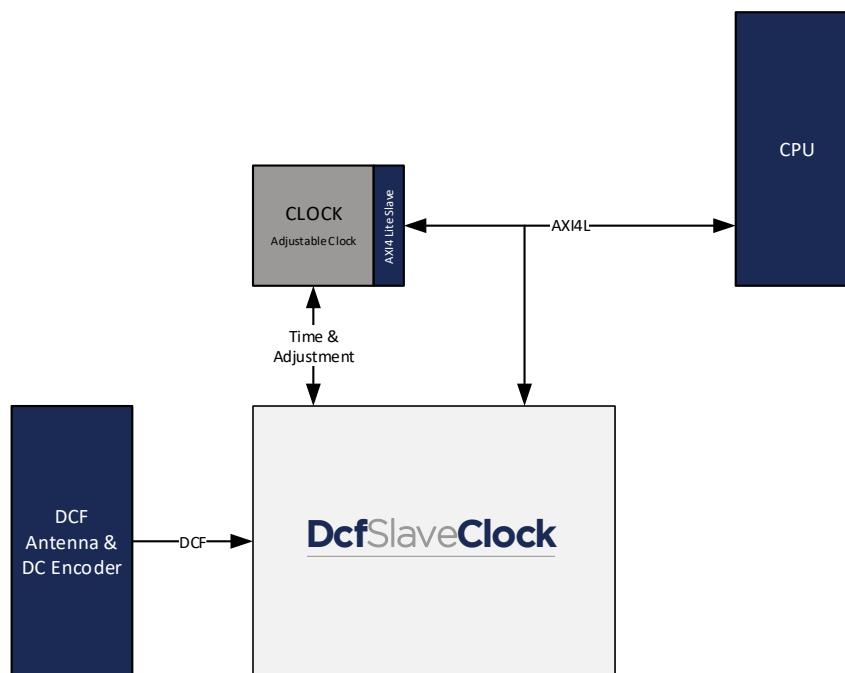 CPU
CLOCK
Adjustable Clock
AXI4 Lite Slave
AXI4L
Time &
Adjustment
DCF
Antenna &
DC Encoder
DCF
DcfSlaveClock